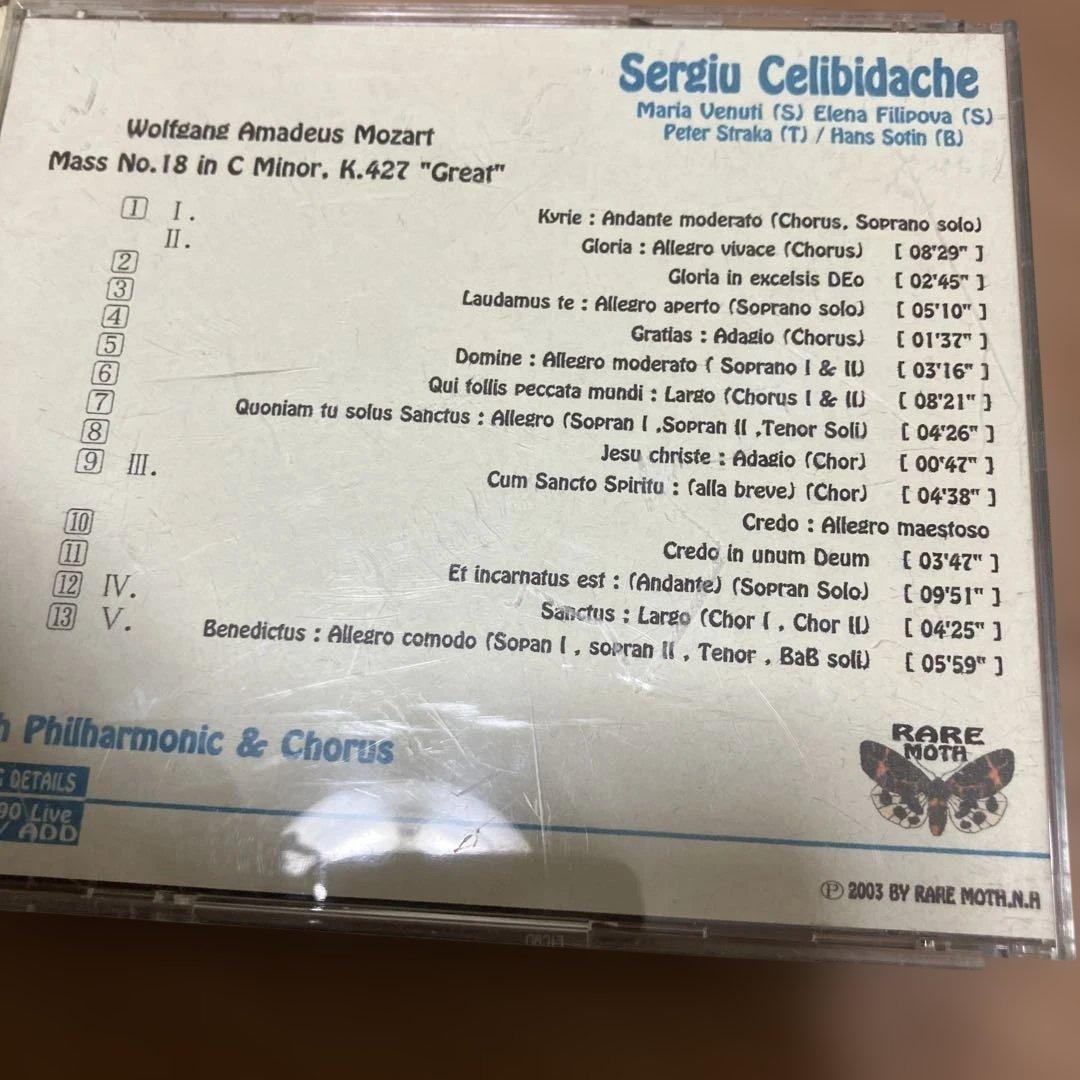 Sergiu Celibidache
Maria Venuti (S) Elena Filipova (S)
Peter Straka (T) / Hans Sotin (B)
Wolfgang Amadeus Mozart
Mass No.18 in C Minor, K.427 "Great"
1 I. Kyrie : Andante moderato (Chorus, Soprano solo)
II. Gloria : Allegro vivace (Chorus) [ 08'29" ]
2 Gloria in excelsis DEo [ 02'45" ]
3 Laudamus te : Allegro aperto (Soprano solo) [ 05'10" ]
4 Gratias : Adagio (Chorus) [ 01'37" ]
5 Domine : Allegro moderato ( Soprano I & II) [ 03'16" ]
6 Qui tollis peccata mundi : Largo (Chorus I & II) [ 08'21" ]
7 Quoniam tu solus Sanctus : Allegro (Sopran I ,Sopran II ,Tenor Soli) [ 04'26" ]
8 Jesu christe : Adagio (Chor) [ 00'47" ]
9 III. Cum Sancto Spiritu : (alla breve) (Chor) [ 04'38" ]
Credo : Allegro maestoso
10 Credo in unum Deum [ 03'47" ]
11 Et incarnatus est : (Andante) (Sopran Solo) [ 09'51" ]
12 IV. Sanctus : Largo (Chor I , Chor II) [ 04'25" ]
13 V. Benedictus : Allegro comodo (Sopan I , sopran II , Tenor , BaB soli) [ 05'59" ]
h Philharmonic & Chorus
RARE
MOTH
DETAILS
90 Live
/ ADD
℗ 2003 BY RARE MOTH.N.A